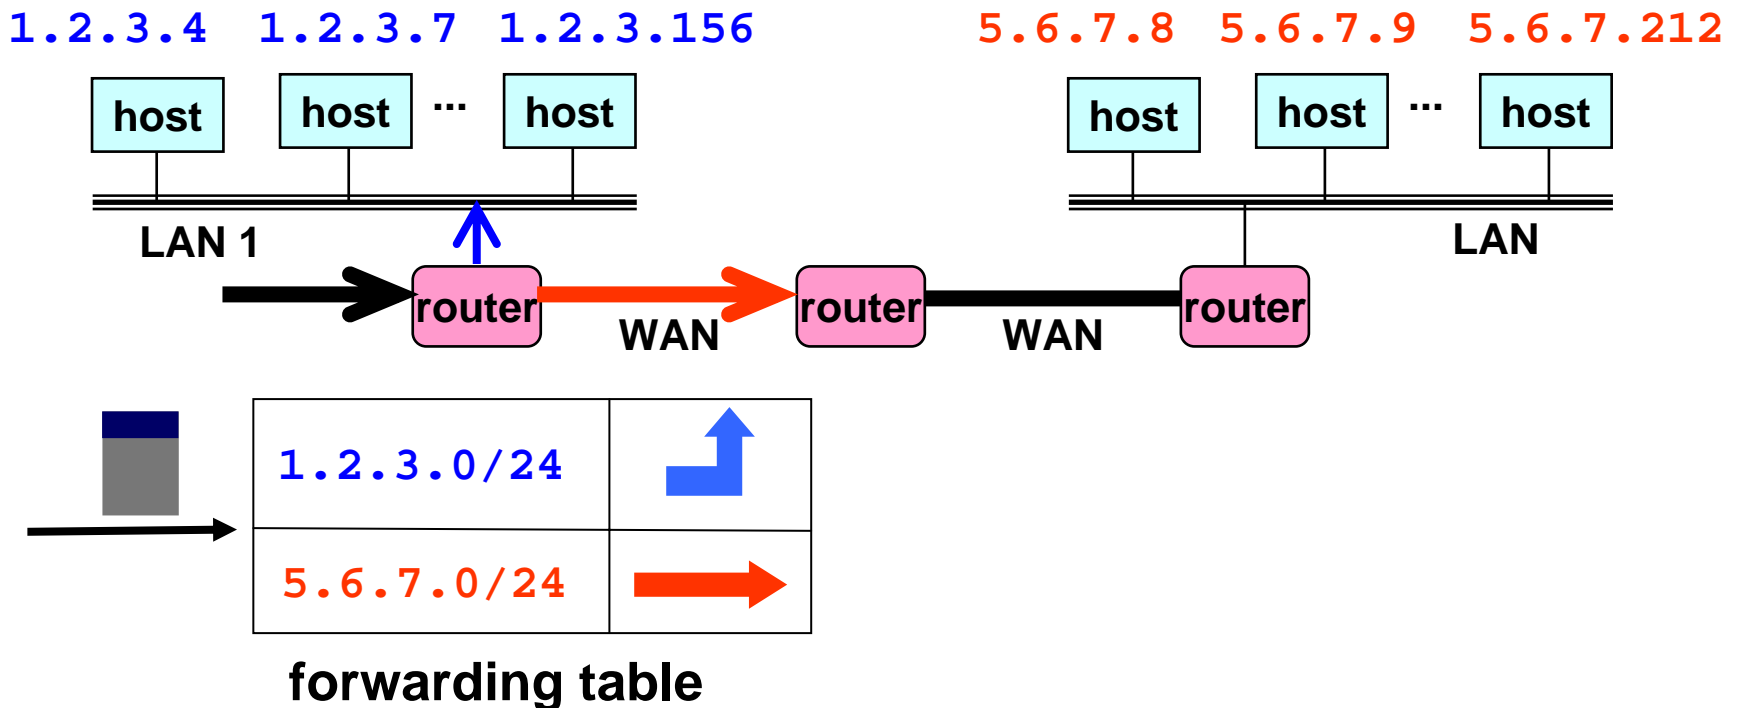 1.2.3.4 1.2.3.7 1.2.3.156 5.6.7.8 5.6.7.9 5.6.7.212
host host ... host host host ... host
LAN 1 LAN
router router router
WAN WAN
1.2.3.0/24
5.6.7.0/24
forwarding table